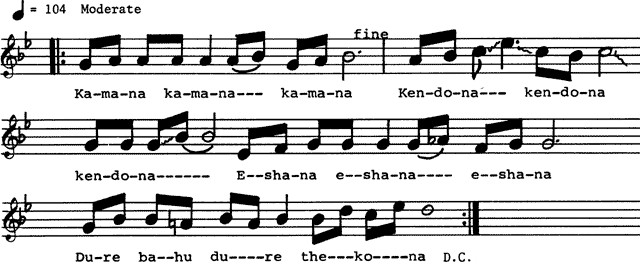 = 104 Moderate
fine
Ka-ma-na ka-ma-na--- ka-ma-na Ken-do-na--- ken-do-na
ken-do-na------- E--sha-na e--sha-na---- e--sha-na
Du-re ba--hu du----re the---ko----na D.C.